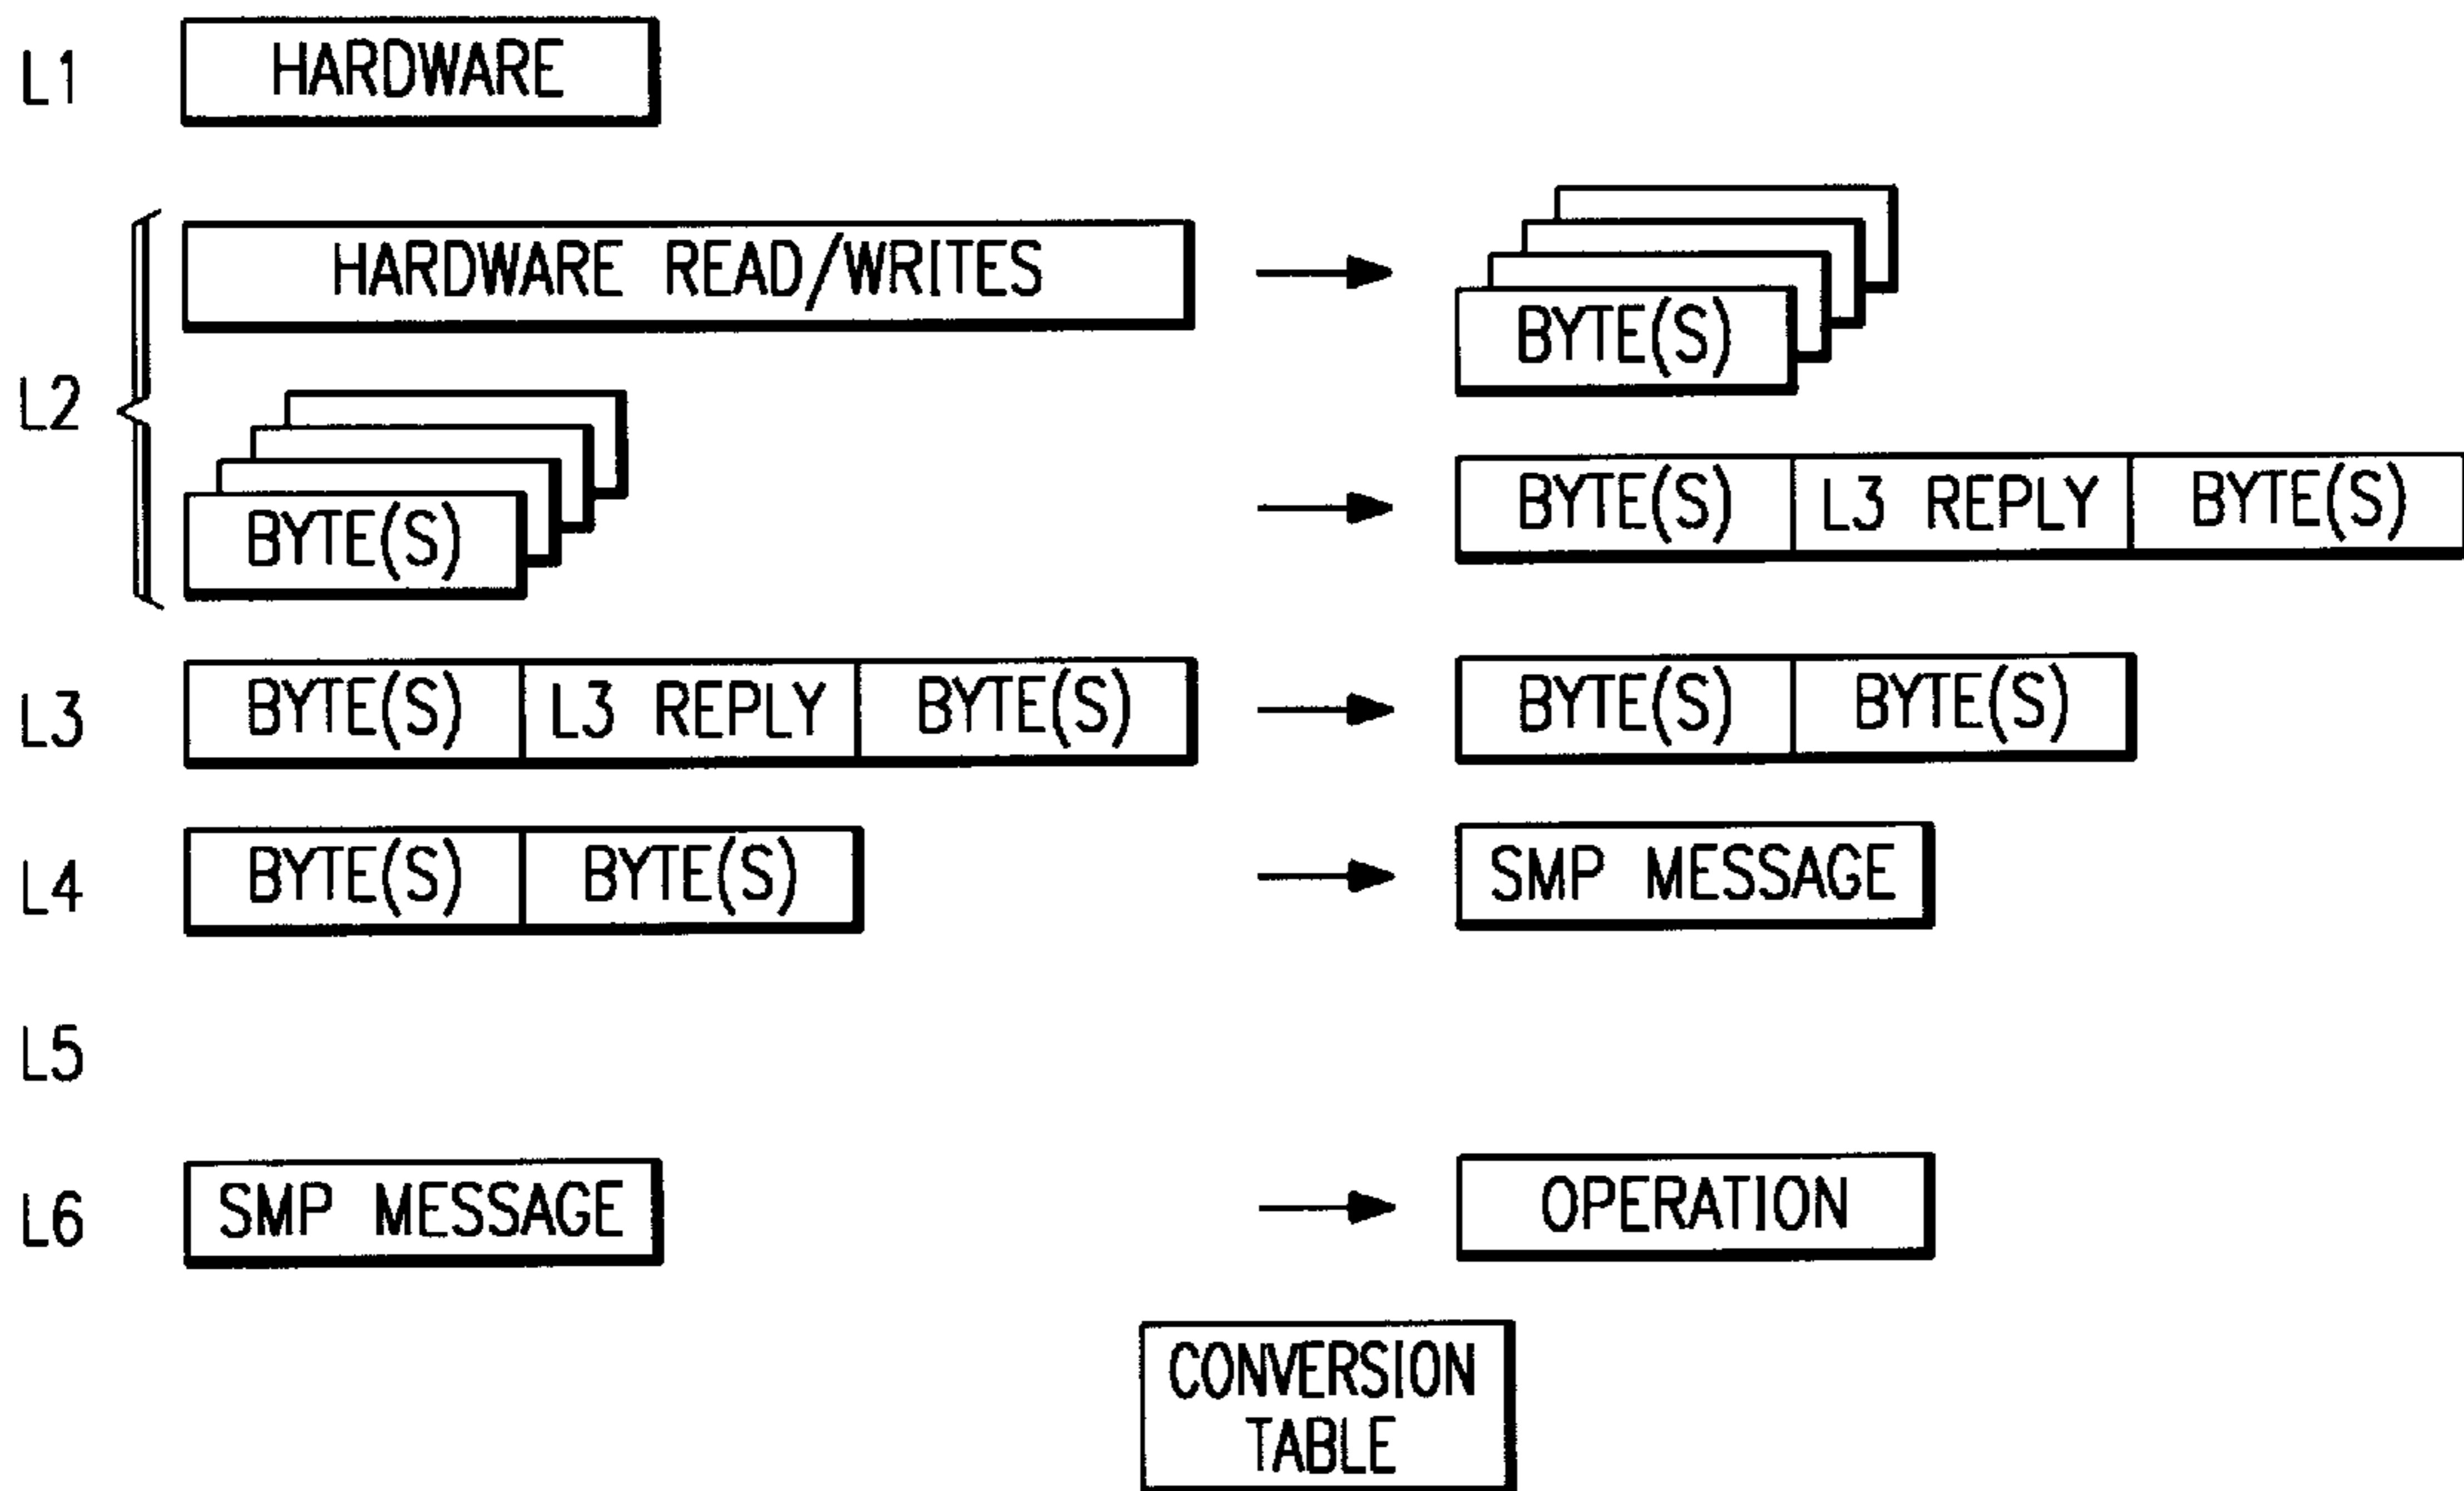 L1 HARDWARE
HARDWARE READ/WRITES BYTE(S)
L2
BYTE(S) BYTE(S) L3 REPLY BYTE(S)
L3 BYTE(S) L3 REPLY BYTE(S) BYTE(S) BYTE(S)
L4 BYTE(S) BYTE(S) SMP MESSAGE
L5
L6 SMP MESSAGE OPERATION
CONVERSION
TABLE